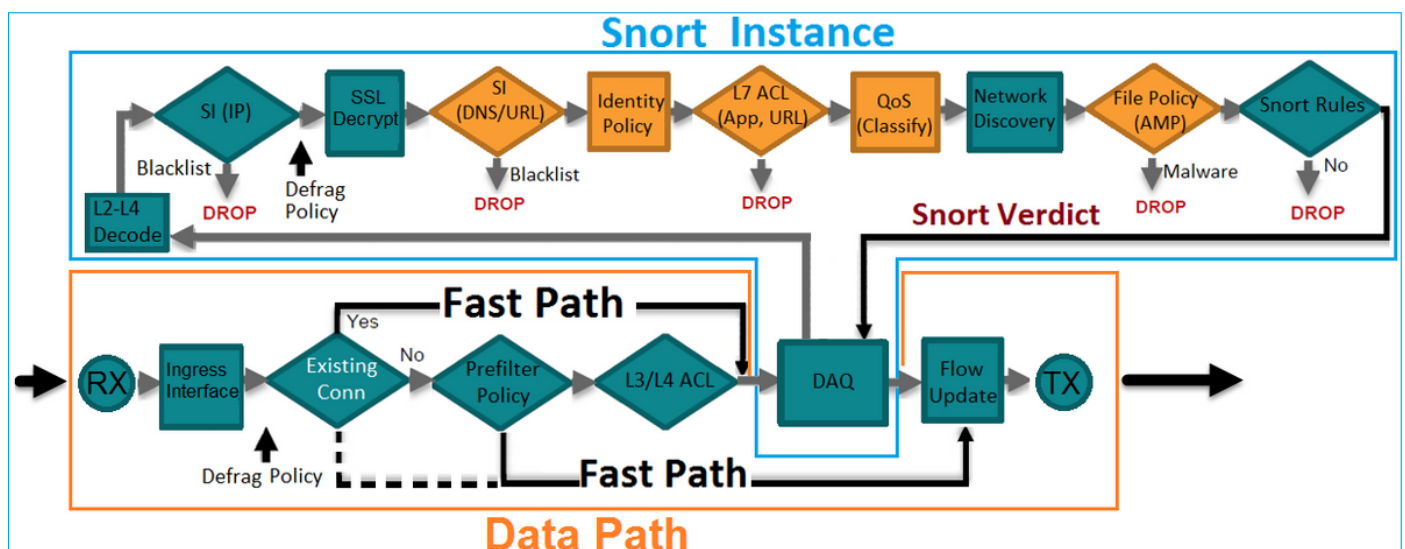 Snort Instance
SI (IP)
SSL
Decrypt
SI
(DNS/URL)
Identity
Policy
L7 ACL
(App, URL)
QoS
(Classify)
Network
Discovery
File Policy
(AMP)
Snort Rules
Blacklist
DROP
Defrag
Policy
Blacklist
DROP
DROP
Malware
DROP
No
DROP
L2-L4
Decode
Snort Verdict
Fast Path
Yes
RX
Ingress
Interface
Existing
Conn
No
Prefilter
Policy
L3/L4 ACL
DAQ
Flow
Update
TX
Defrag Policy
Fast Path
Data Path